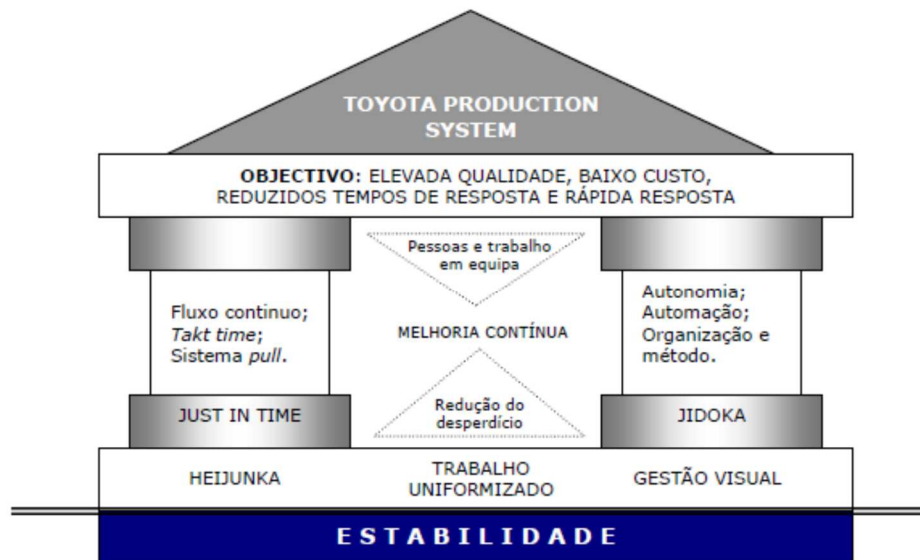 TOYOTA PRODUCTION
SYSTEM
OBJECTIVO: ELEVADA QUALIDADE, BAIXO CUSTO,
REDUZIDOS TEMPOS DE RESPOSTA E RÁPIDA RESPOSTA
Pessoas e trabalho
em equipa
Fluxo continuo;
Takt time;
Sistema pull.
MELHORIA CONTÍNUA
Autonomia;
Automação;
Organização e
método.
JUST IN TIME
Redução do
desperdício
JIDOKA
HEIJUNKA
TRABALHO
UNIFORMIZADO
GESTÃO VISUAL
ESTABILIDADE